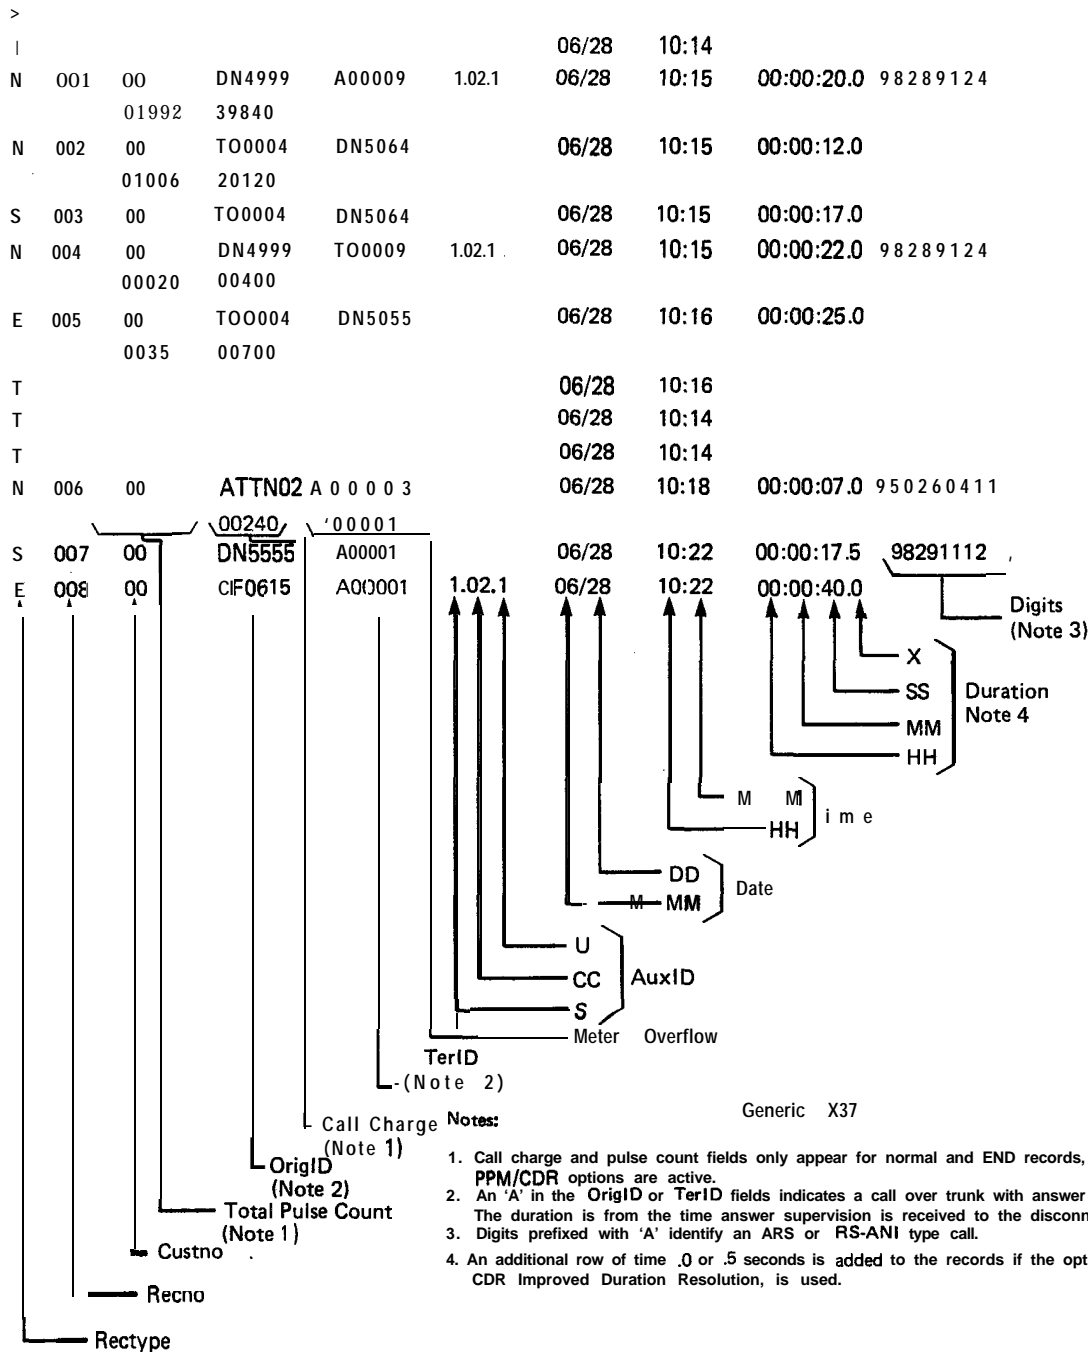 >
| 06/28 10:14
N 001 00 DN4999 A00009 1.02.1 06/28 10:15 00:00:20.0 98289124
01992 39840
N 002 00 TO0004 DN5064 06/28 10:15 00:00:12.0
01006 20120
S 003 00 TO0004 DN5064 06/28 10:15 00:00:17.0
N 004 00 DN4999 TO0009 1.02.1 06/28 10:15 00:00:22.0 98289124
00020 00400
E 005 00 TOO004 DN5055 06/28 10:16 00:00:25.0
0035 00700
T 06/28 10:16
T 06/28 10:14
T 06/28 10:14
N 006 00 ATTN02 A00003 06/28 10:18 00:00:07.0 950260411
00240 '00001
S 007 00 DN5555 A00001 06/28 10:22 00:00:17.5 98291112
E 008 00 CIF0615 A00001 1.02.1 06/28 10:22 00:00:40.0
Digits
(Note 3)
X
SS
MM
HH
Duration
Note 4
M M
HH
ime
DD
M MM
Date
U
CC
S
AuxID
Meter Overflow
TerID
-(Note 2)
Call Charge
(Note 1)
OrigID
(Note 2)
Total Pulse Count
(Note 1)
Custno
Recno
Rectype
Generic X37
Notes:
1. Call charge and pulse count fields only appear for normal and END records,
PPM/CDR options are active.
2. An 'A' in the OrigID or TerID fields indicates a call over trunk with answer
The duration is from the time answer supervision is received to the disconn
3. Digits prefixed with 'A' identify an ARS or RS-ANI type call.
4. An additional row of time .0 or .5 seconds is added to the records if the opt
CDR Improved Duration Resolution, is used.